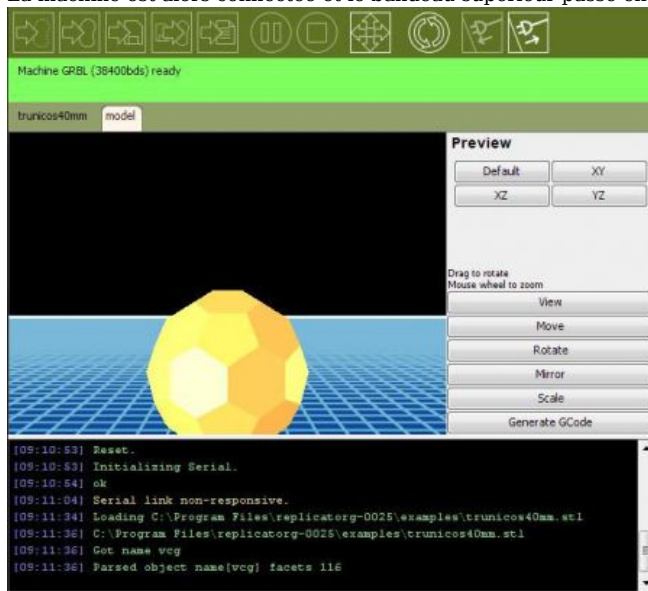 Machine GRBL (38400bds) ready
trunicos40mm model
Preview
Default XY
XZ YZ
Drag to rotate
Mouse wheel to zoom
View
Move
Rotate
Mirror
Scale
Generate GCode
[09:10:53] Reset.
[09:10:53] Initializing Serial.
[09:10:54] ok
[09:11:04] Serial link non-responsive.
[09:11:34] Loading C:\Program Files\replicatorg-0025\examples\trunicos40mm.stl
[09:11:36] C:\Program Files\replicatorg-0025\examples\trunicos40mm.stl
[09:11:36] Got name vcg
[09:11:36] Parsed object name[vcg] facets 116